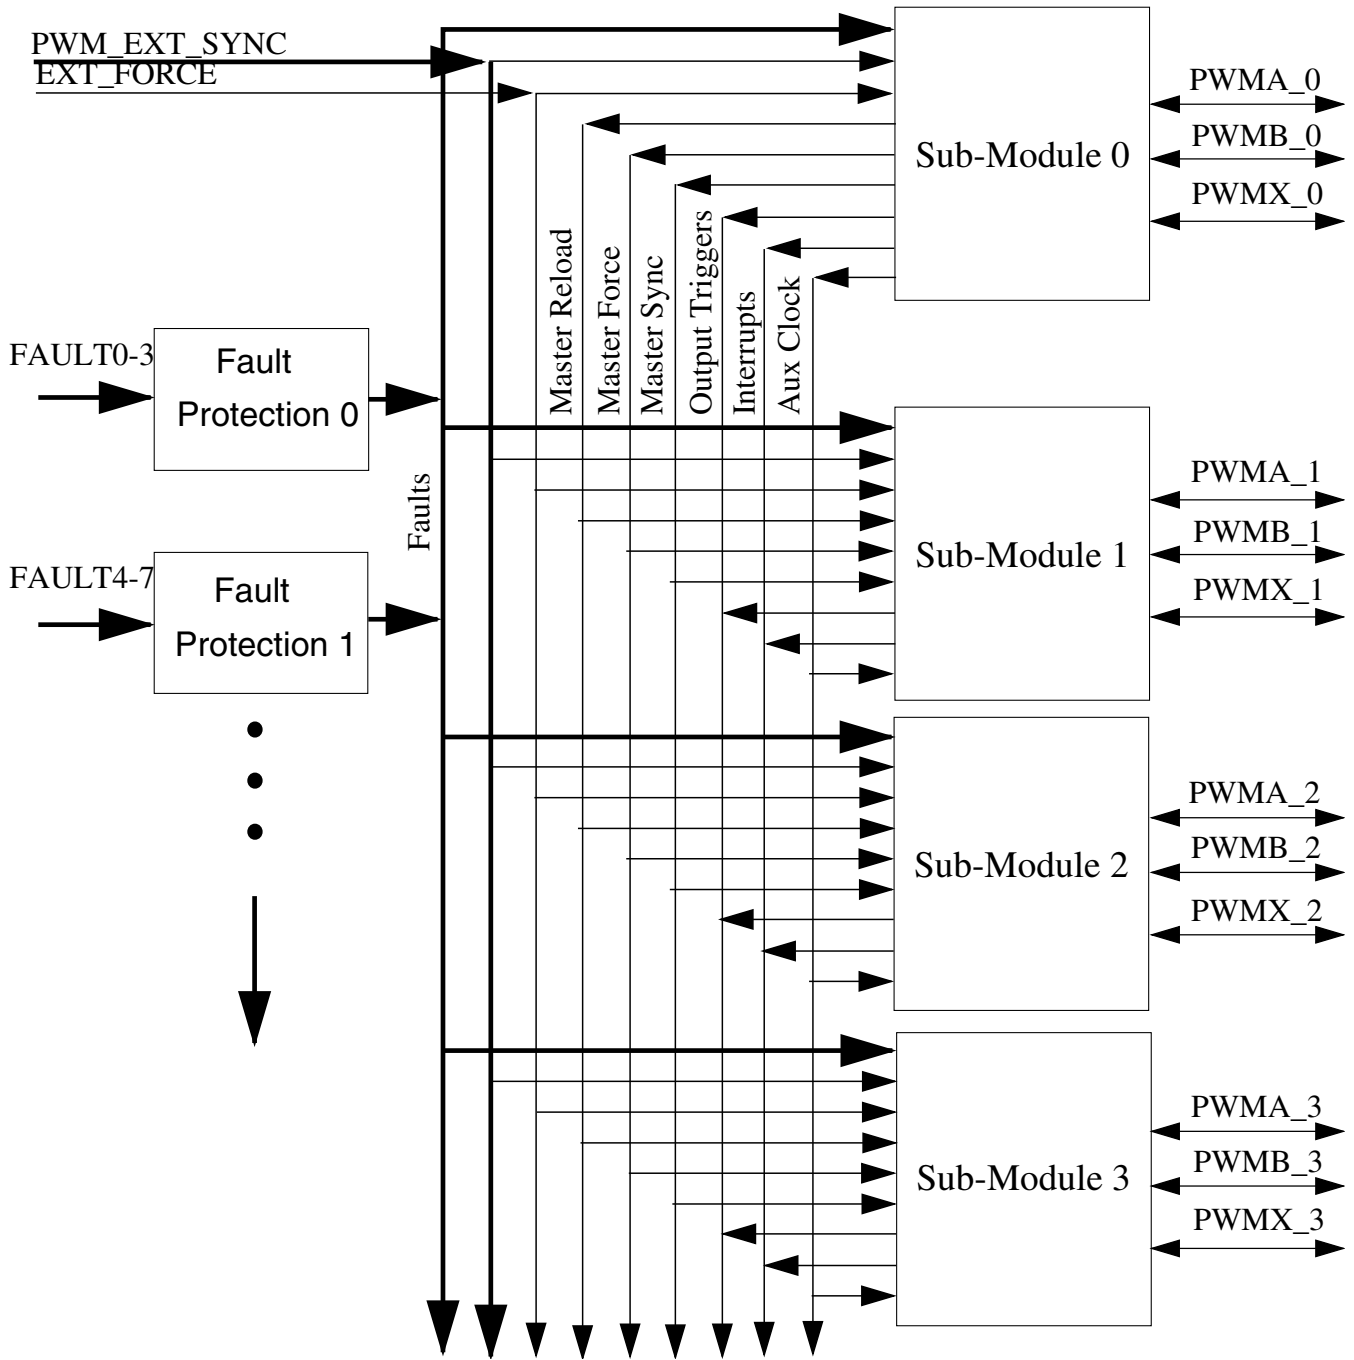 PWM_EXT_SYNC
EXT_FORCE
Sub-Module 0
PWMA_0
PWMB_0
PWMX_0
Master Reload
Master Force
Master Sync
Output Triggers
Interrupts
Aux Clock
FAULT0-3
Fault
Protection 0
Faults
Sub-Module 1
PWMA_1
PWMB_1
PWMX_1
FAULT4-7
Fault
Protection 1
Sub-Module 2
PWMA_2
PWMB_2
PWMX_2
Sub-Module 3
PWMA_3
PWMB_3
PWMX_3